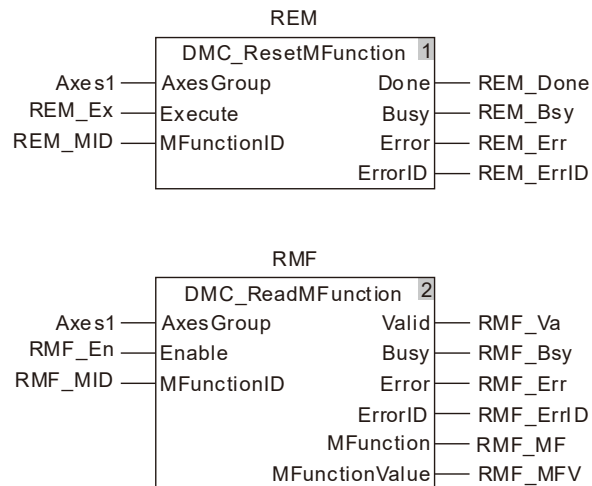 REM
DMC_ResetMFunction 1
Axes1 AxesGroup Done REM_Done
REM_Ex Execute Busy REM_Bsy
REM_MID MFunctionID Error REM_Err
ErrorID REM_ErrID
RMF
DMC_ReadMFunction 2
Axes1 AxesGroup Valid RMF_Va
RMF_En Enable Busy RMF_Bsy
RMF_MID MFunctionID Error RMF_Err
ErrorID RMF_ErrID
MFunction RMF_MF
MFunctionValue RMF_MFV